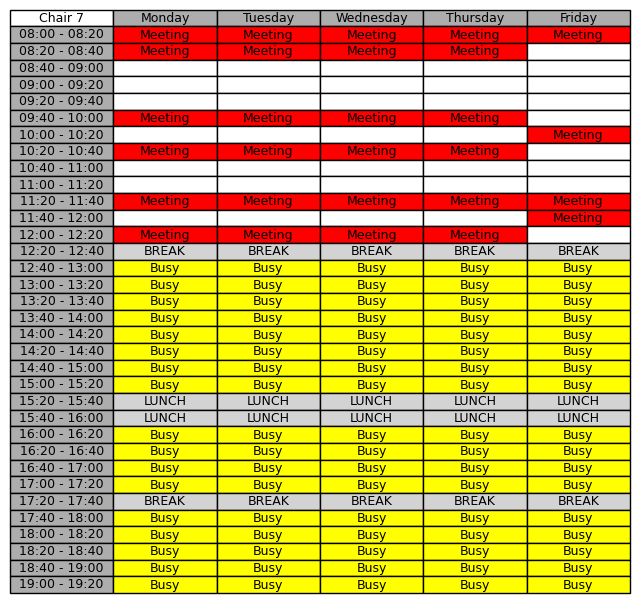 Chair 7 Monday Tuesday Wednesday Thursday Friday
08:00 - 08:20 Meeting Meeting Meeting Meeting Meeting
08:20 - 08:40 Meeting Meeting Meeting Meeting
08:40 - 09:00
09:00 - 09:20
09:20 - 09:40
09:40 - 10:00 Meeting Meeting Meeting Meeting
10:00 - 10:20 Meeting
10:20 - 10:40 Meeting Meeting Meeting Meeting
10:40 - 11:00
11:00 - 11:20
11:20 - 11:40 Meeting Meeting Meeting Meeting Meeting
11:40 - 12:00 Meeting
12:00 - 12:20 Meeting Meeting Meeting Meeting
12:20 - 12:40 BREAK BREAK BREAK BREAK BREAK
12:40 - 13:00 Busy Busy Busy Busy Busy
13:00 - 13:20 Busy Busy Busy Busy Busy
13:20 - 13:40 Busy Busy Busy Busy Busy
13:40 - 14:00 Busy Busy Busy Busy Busy
14:00 - 14:20 Busy Busy Busy Busy Busy
14:20 - 14:40 Busy Busy Busy Busy Busy
14:40 - 15:00 Busy Busy Busy Busy Busy
15:00 - 15:20 Busy Busy Busy Busy Busy
15:20 - 15:40 LUNCH LUNCH LUNCH LUNCH LUNCH
15:40 - 16:00 LUNCH LUNCH LUNCH LUNCH LUNCH
16:00 - 16:20 Busy Busy Busy Busy Busy
16:20 - 16:40 Busy Busy Busy Busy Busy
16:40 - 17:00 Busy Busy Busy Busy Busy
17:00 - 17:20 Busy Busy Busy Busy Busy
17:20 - 17:40 BREAK BREAK BREAK BREAK BREAK
17:40 - 18:00 Busy Busy Busy Busy Busy
18:00 - 18:20 Busy Busy Busy Busy Busy
18:20 - 18:40 Busy Busy Busy Busy Busy
18:40 - 19:00 Busy Busy Busy Busy Busy
19:00 - 19:20 Busy Busy Busy Busy Busy